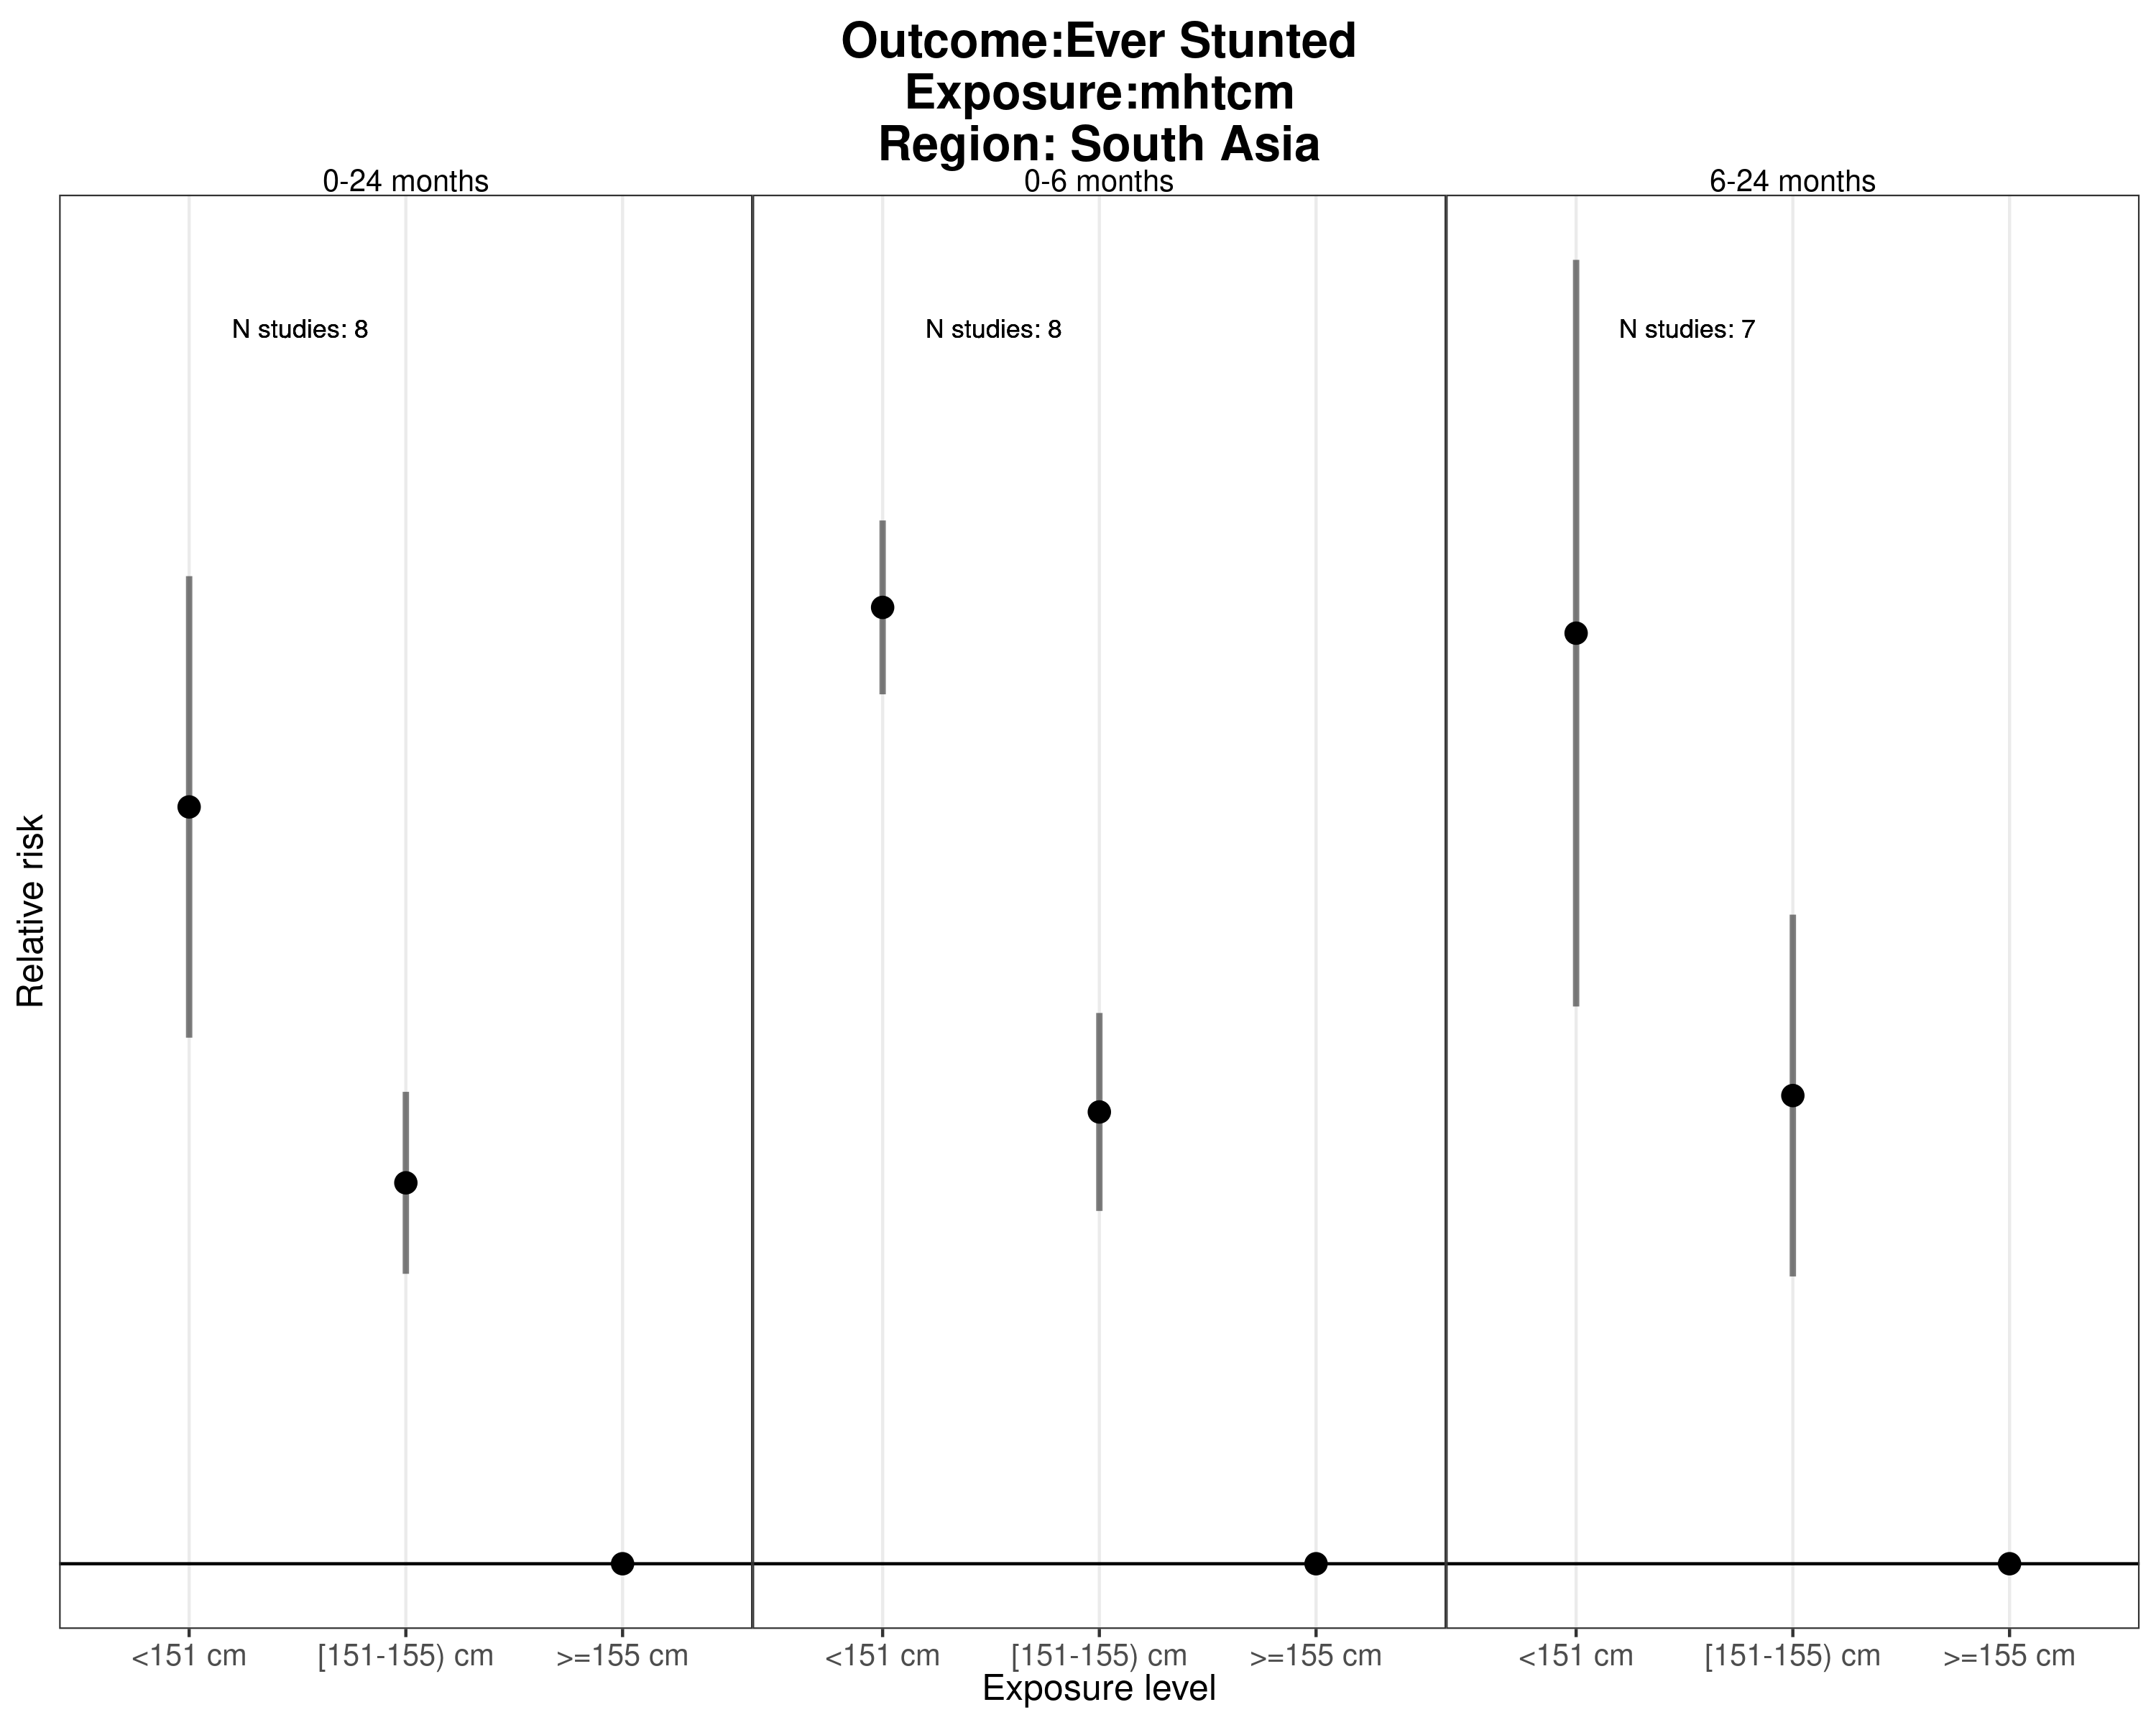 Outcome:Ever Stunted
Exposure:mhtcm
Region: South Asia
0-24 months
0-6 months
6-24 months
N studies: 8
N studies: 8
N studies: 7
Relative risk
<151 cm
[151-155) cm
>=155 cm
<151 cm
[151-155) cm
>=155 cm
<151 cm
[151-155) cm
>=155 cm
Exposure level